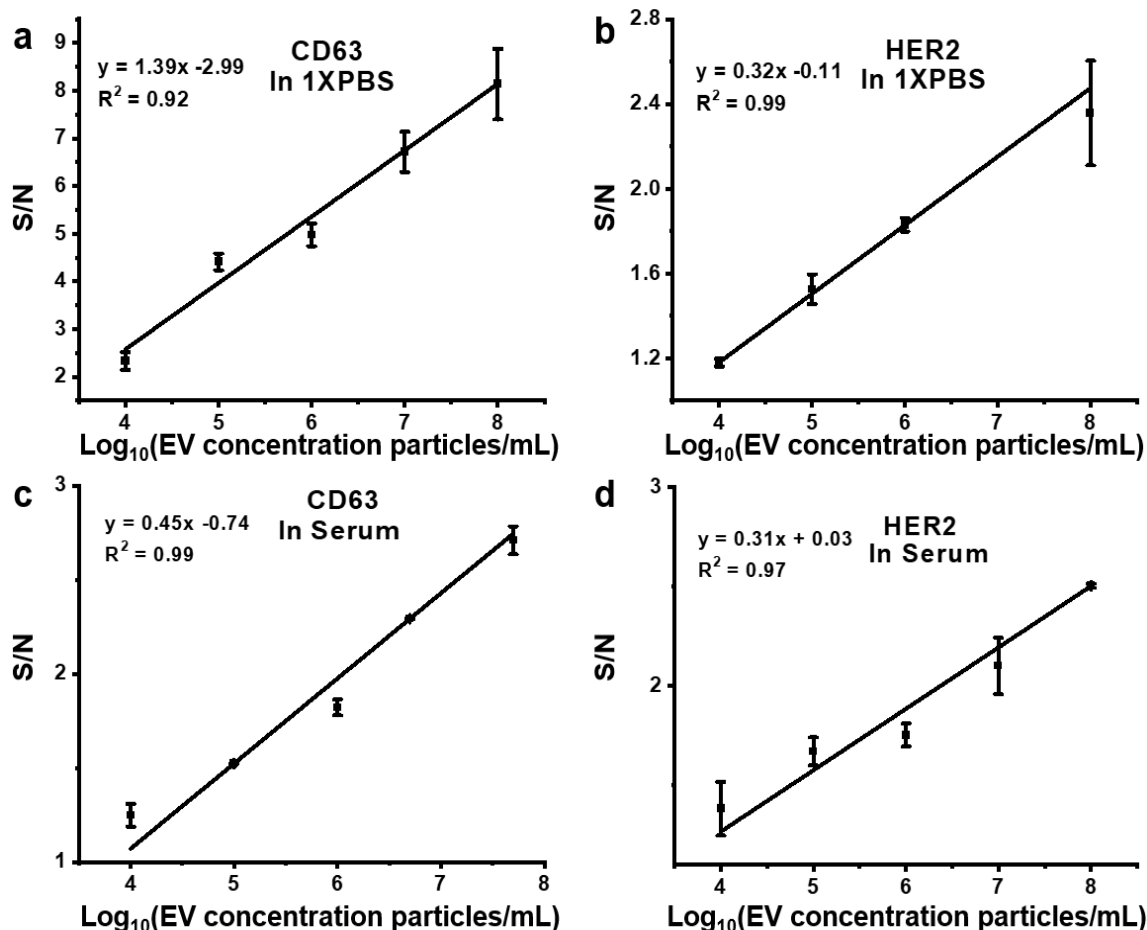 a
CD63
In 1XPBS
y = 1.39x -2.99
R² = 0.92
9
8
7
6
5
4
3
2
S/N
4 5 6 7 8
Log₁₀(EV concentration particles/mL)
b
HER2
In 1XPBS
y = 0.32x -0.11
R² = 0.99
2.8
2.4
2.0
1.6
1.2
S/N
4 5 6 7 8
Log₁₀(EV concentration particles/mL)
c
CD63
In Serum
y = 0.45x -0.74
R² = 0.99
3
2
1
S/N
4 5 6 7 8
Log₁₀(EV concentration particles/mL)
d
HER2
In Serum
y = 0.31x + 0.03
R² = 0.97
3
2
S/N
4 5 6 7 8
Log₁₀(EV concentration particles/mL)